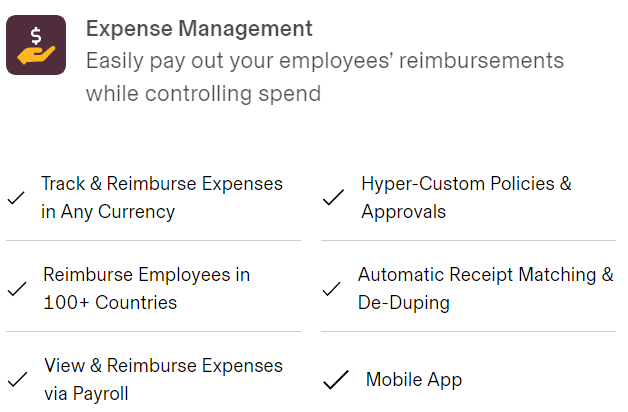 $
Expense Management
Easily pay out your employees’ reimbursements
while controlling spend
Track & Reimburse Expenses
in Any Currency
Hyper-Custom Policies &
Approvals
Reimburse Employees in
100+ Countries
Automatic Receipt Matching &
De-Duping
View & Reimburse Expenses
via Payroll
Mobile App